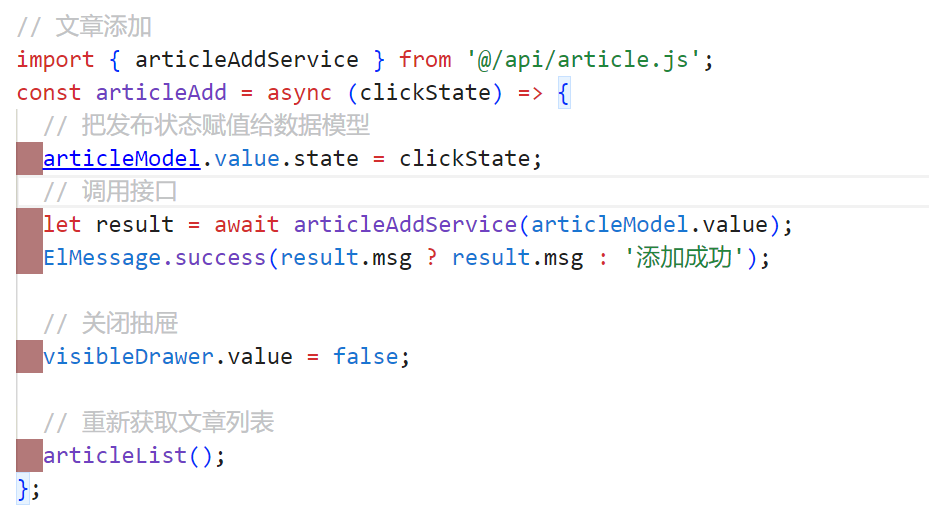 // 文章添加
import { articleAddService } from '@/api/article.js';
const articleAdd = async (clickState) => {
// 把发布状态赋值给数据模型
articleModel.value.state = clickState;
// 调用接口
let result = await articleAddService(articleModel.value);
ElMessage.success(result.msg ? result.msg : '添加成功');
// 关闭抽屉
visibleDrawer.value = false;
// 重新获取文章列表
articleList();
};